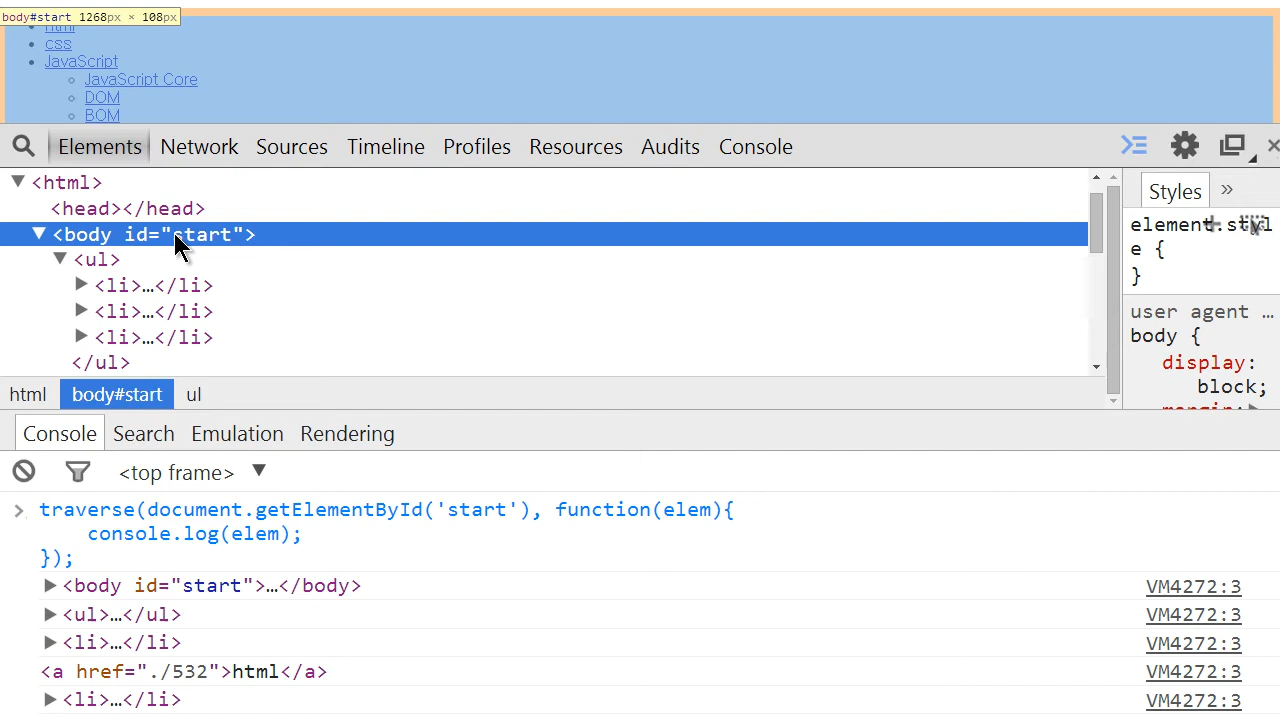 body#start 1268px × 108px
html
css
JavaScript
JavaScript Core
DOM
BOM
Elements Network Sources Timeline Profiles Resources Audits Console
<html>
<head></head>
<body id="start">
<ul>
<li>…</li>
<li>…</li>
<li>…</li>
</ul>
html body#start ul
Styles »
element.styl
e {
}
user agent …
body {
display:
block;
margin:
Console Search Emulation Rendering
<top frame>
traverse(document.getElementById('start'), function(elem){
console.log(elem);
});
<body id="start">…</body> VM4272:3
<ul>…</ul> VM4272:3
<li>…</li> VM4272:3
<a href="./532">html</a> VM4272:3
<li>…</li> VM4272:3